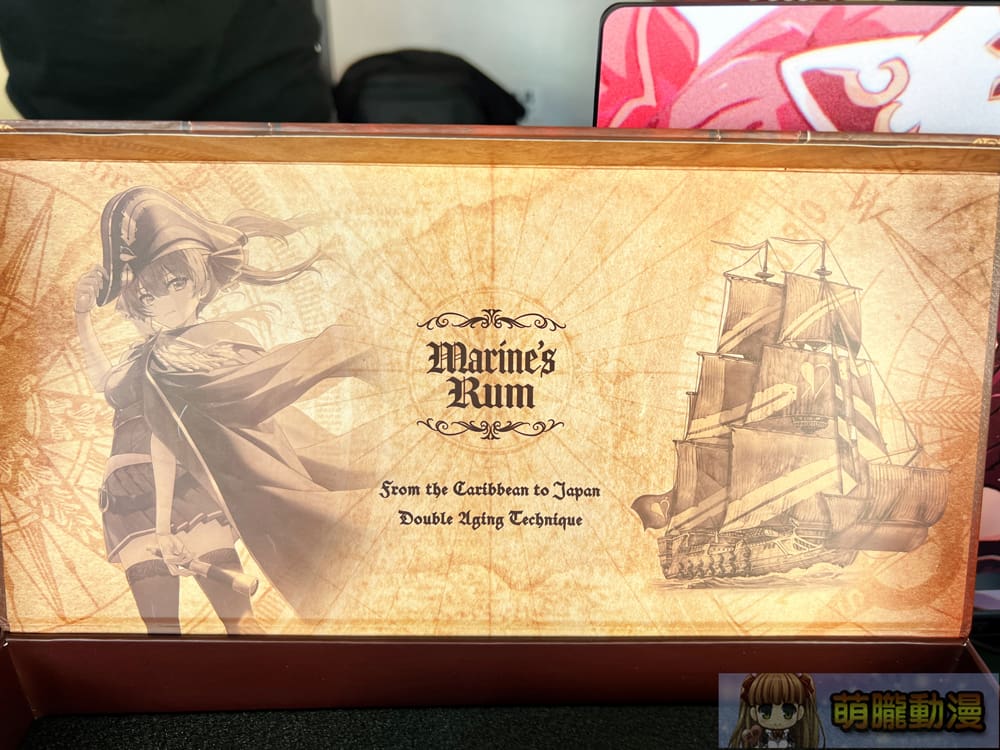 Marine's
Rum
From the Caribbean to Japan
Double Aging Technique
萌朧動漫